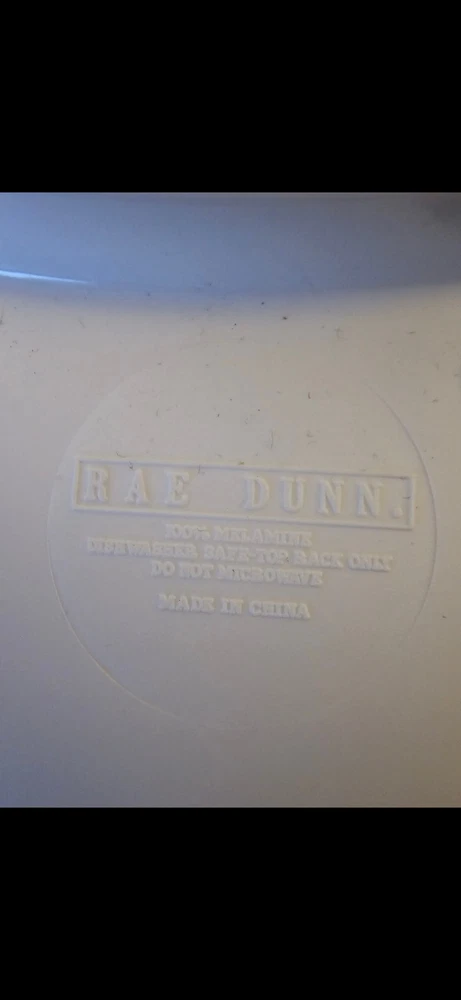 RAE DUNN.
100% MELAMINE
DISHWASHER SAFE-TOP RACK ONLY
DO NOT MICROWAVE
MADE IN CHINA